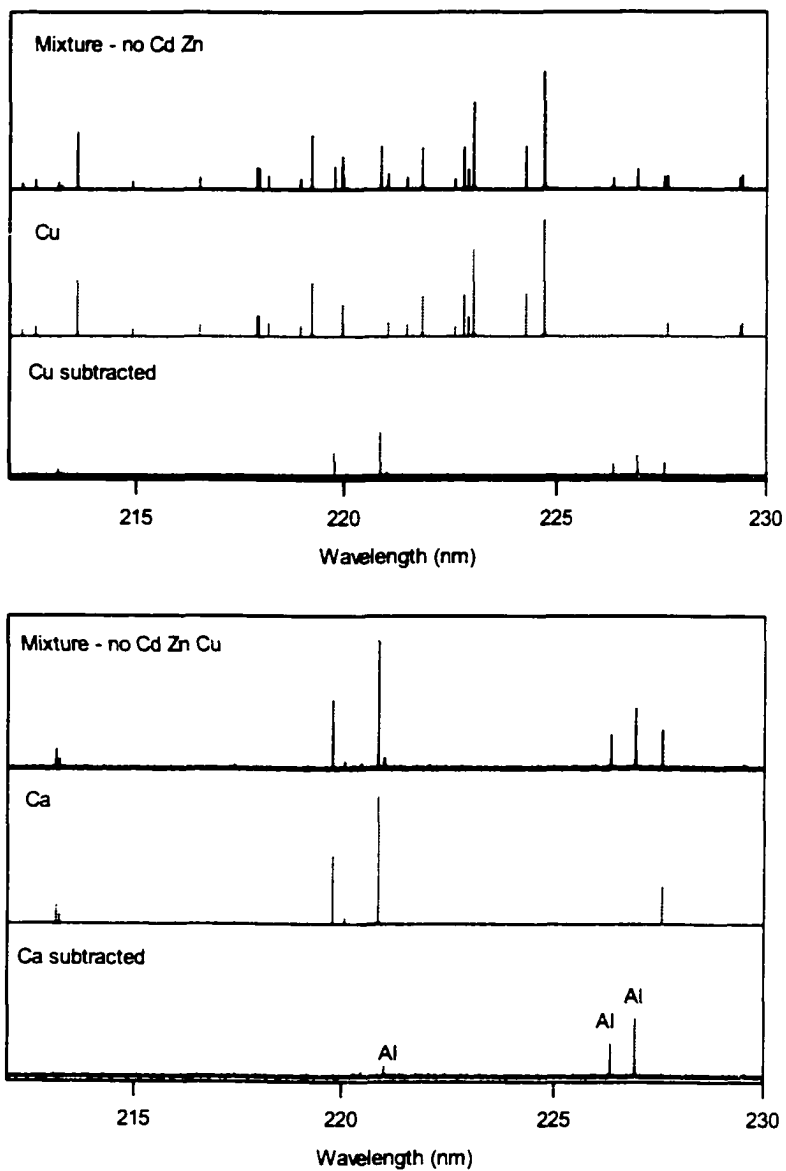 Mixture - no Cd Zn
Cu
Cu subtracted
215 220 225 230
Wavelength (nm)
Mixture - no Cd Zn Cu
Ca
Ca subtracted
Al Al Al
215 220 225 230
Wavelength (nm)